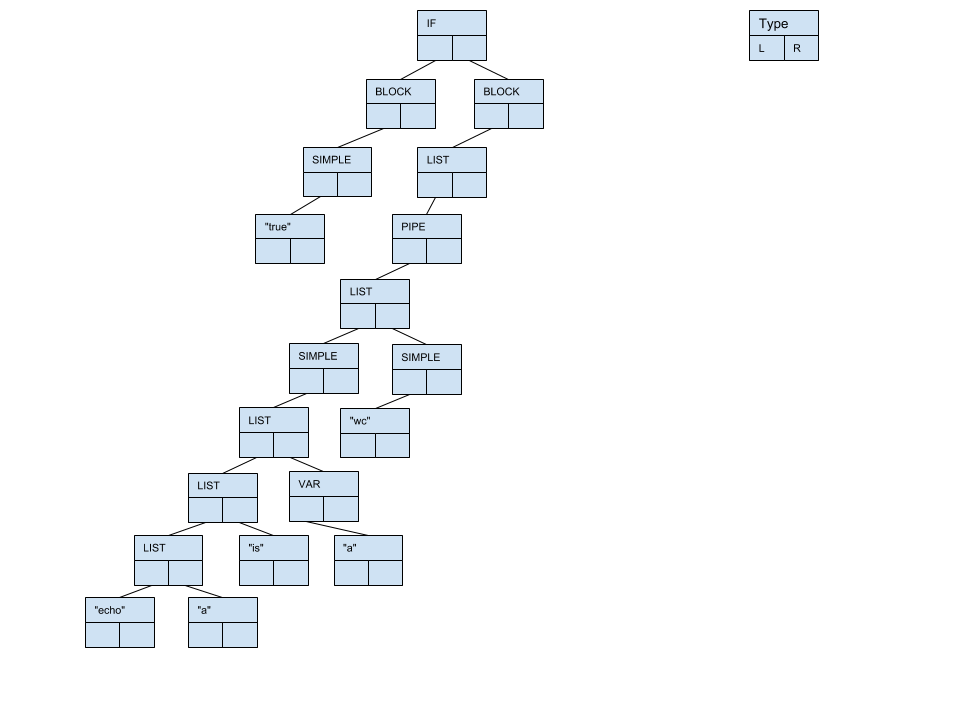 IF
Type
L R
BLOCK
BLOCK
SIMPLE
LIST
"true"
PIPE
LIST
SIMPLE
SIMPLE
LIST
"wc"
LIST
VAR
LIST
"is"
"a"
"echo"
"a"